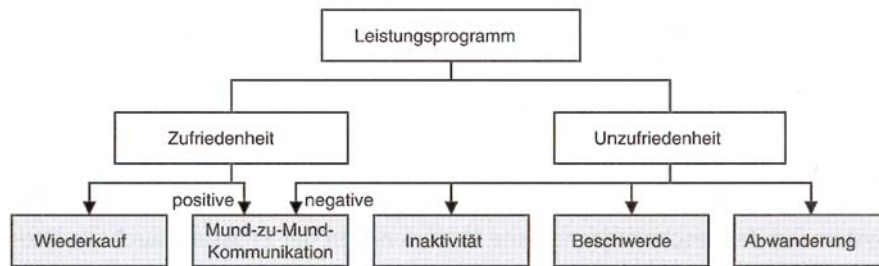 Leistungsprogramm
Zufriedenheit
Unzufriedenheit
positive
negative
Wiederkauf
Mund-zu-Mund-
Kommunikation
Inaktivität
Beschwerde
Abwanderung